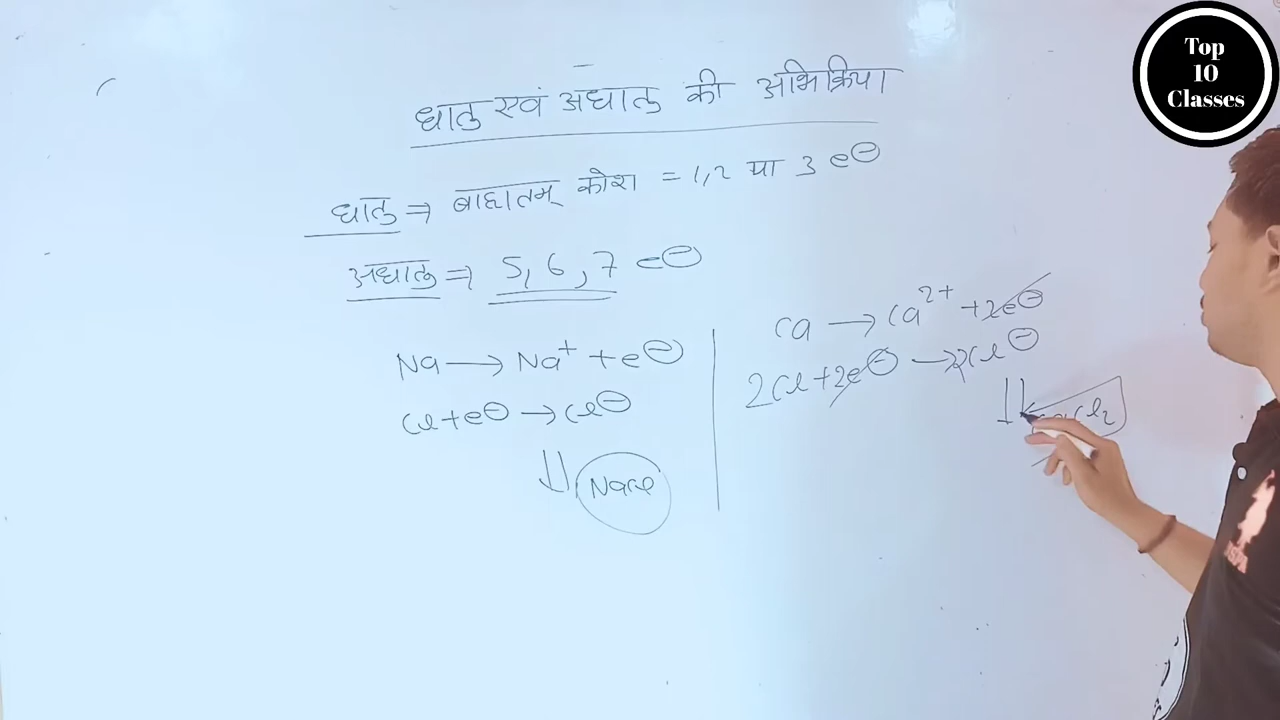 Top
10
Classes
धातु एवं अधातु की अभिक्रिया
धातु ⇒ बाह्यतम् कोश = 1, 2 या 3 e⊖
अधातु ⇒ 5, 6, 7 e⊖
Na → Na⁺ + e⊖
Cl + e⊖ → Cl⊖
NaCl
Ca → Ca²⁺ + 2e⊖
2Cl + 2e⊖ → 2Cl⊖